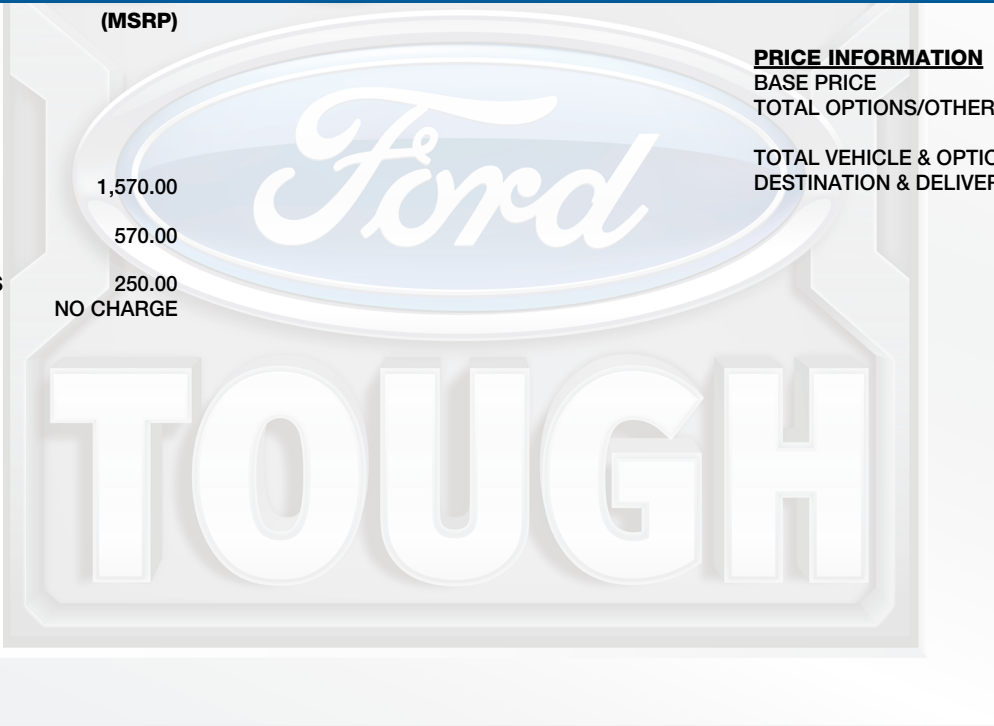 (MSRP)
1,570.00
570.00
S 250.00
NO CHARGE
PRICE INFORMATION
BASE PRICE
TOTAL OPTIONS/OTHER
TOTAL VEHICLE & OPTIO
DESTINATION & DELIVER
Ford
TOUGH